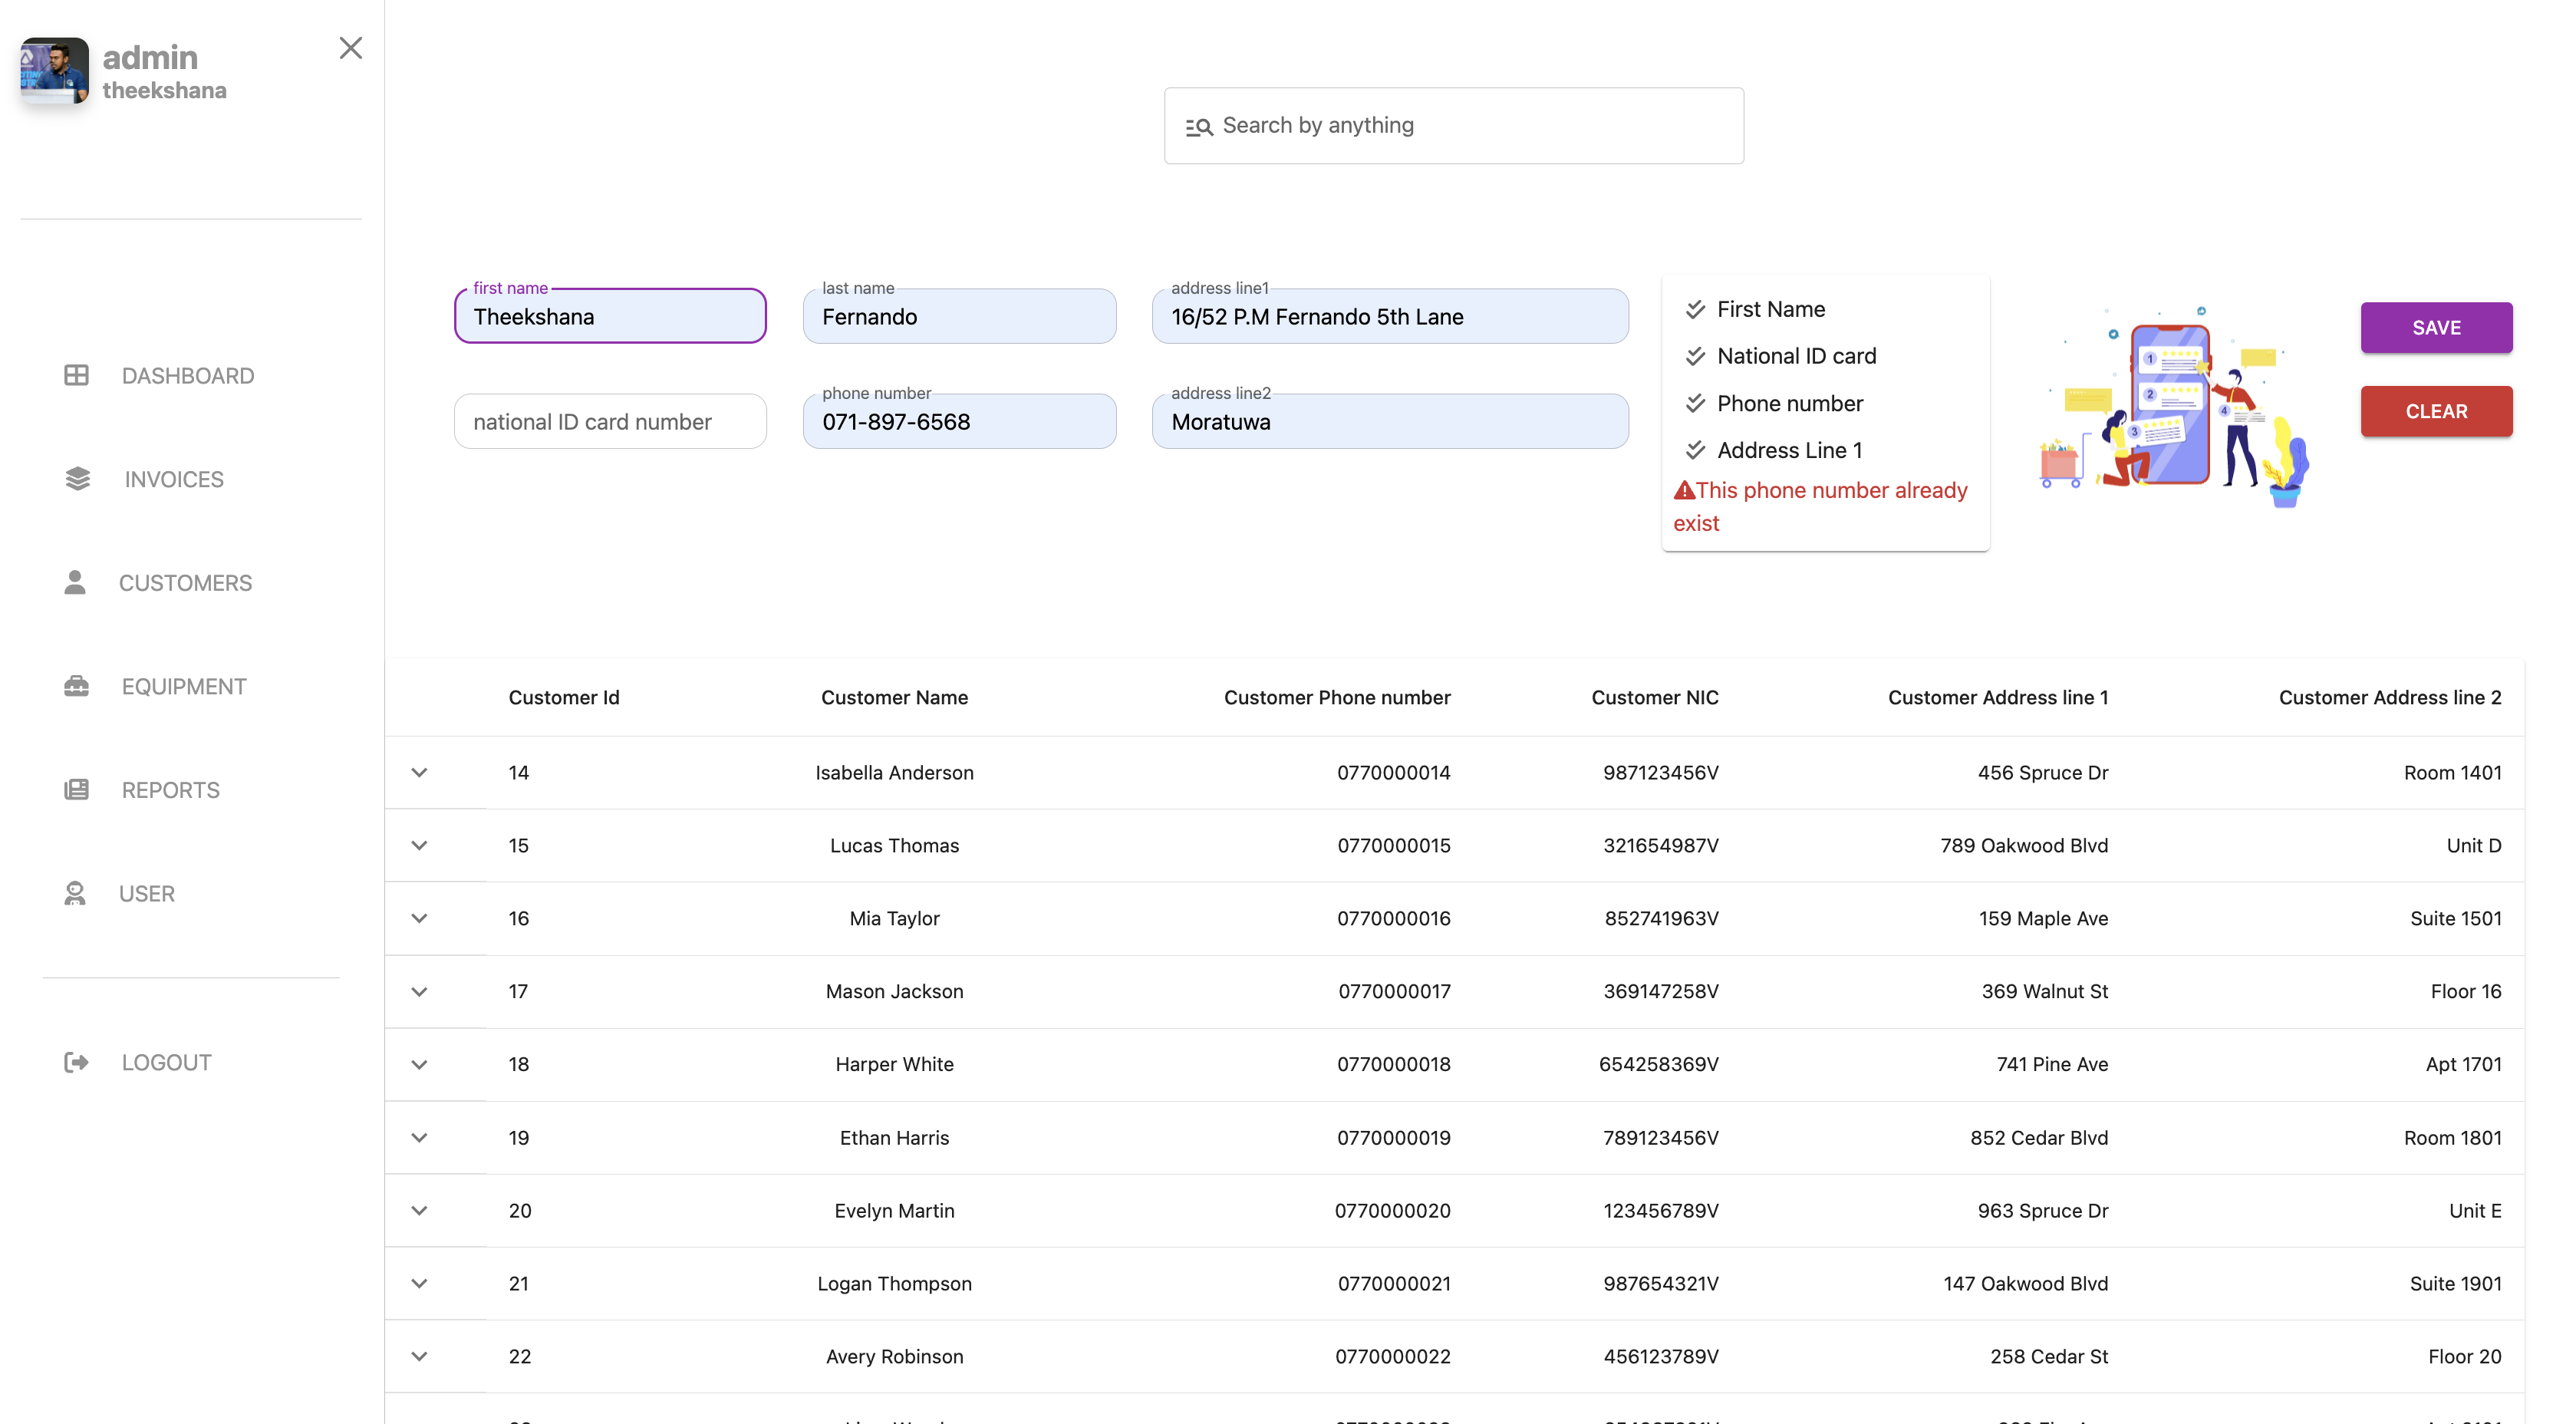 admin
theekshana
Search by anything
first name
Theekshana
last name
Fernando
address line1
16/52 P.M Fernando 5th Lane
national ID card number
phone number
071-897-6568
address line2
Moratuwa
First Name
National ID card
Phone number
Address Line 1
This phone number already
exist
1
2
3
4
SAVE
CLEAR
DASHBOARD
INVOICES
CUSTOMERS
EQUIPMENT
REPORTS
USER
LOGOUT
Customer Id Customer Name Customer Phone number Customer NIC Customer Address line 1 Customer Address line 2
14 Isabella Anderson 0770000014 987123456V 456 Spruce Dr Room 1401
15 Lucas Thomas 0770000015 321654987V 789 Oakwood Blvd Unit D
16 Mia Taylor 0770000016 852741963V 159 Maple Ave Suite 1501
17 Mason Jackson 0770000017 369147258V 369 Walnut St Floor 16
18 Harper White 0770000018 654258369V 741 Pine Ave Apt 1701
19 Ethan Harris 0770000019 789123456V 852 Cedar Blvd Room 1801
20 Evelyn Martin 0770000020 123456789V 963 Spruce Dr Unit E
21 Logan Thompson 0770000021 987654321V 147 Oakwood Blvd Suite 1901
22 Avery Robinson 0770000022 456123789V 258 Cedar St Floor 20